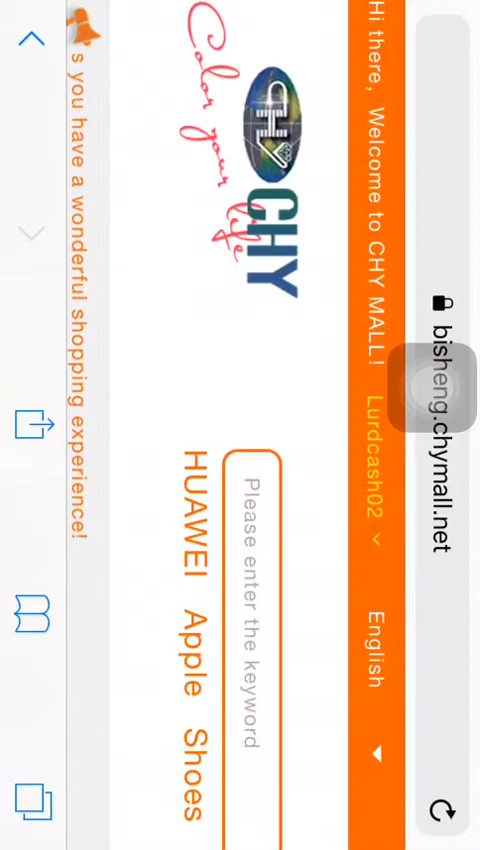 bisheng.chymall.net
Hi there, Welcome to CHY MALL! Lurdcash02 English
CHY CHY
Color your life
Please enter the keyword
HUAWEI Apple Shoes
s you have a wonderful shopping experience!